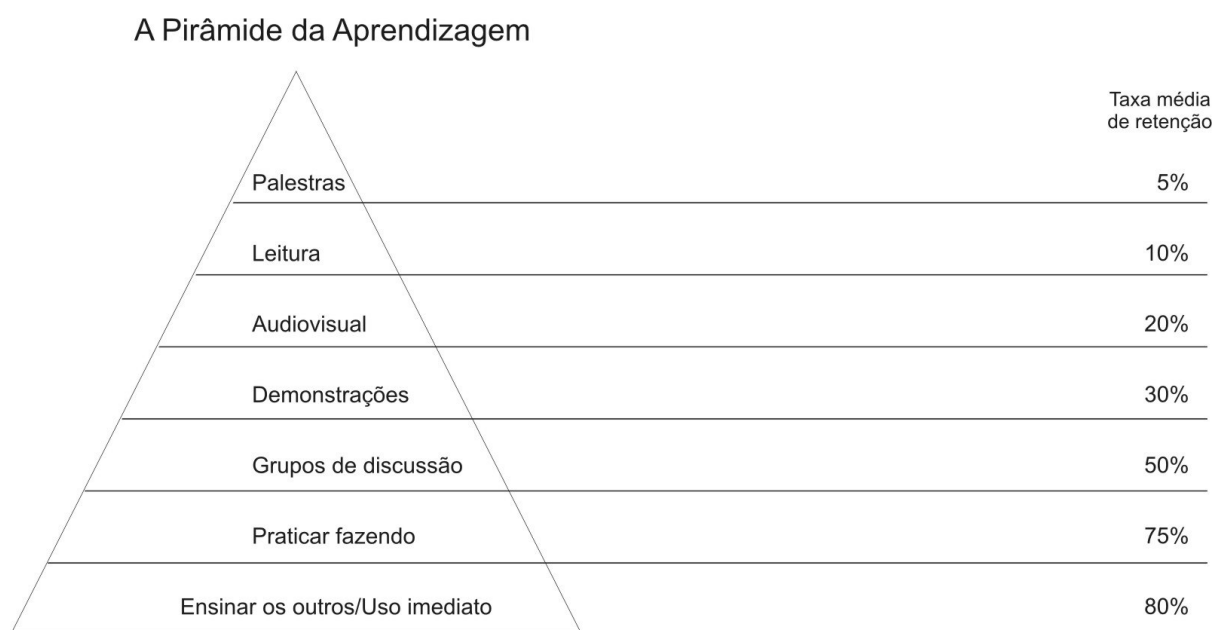 A Pirâmide da Aprendizagem
Taxa média
de retenção
Palestras 5%
Leitura 10%
Audiovisual 20%
Demonstrações 30%
Grupos de discussão 50%
Praticar fazendo 75%
Ensinar os outros/Uso imediato 80%